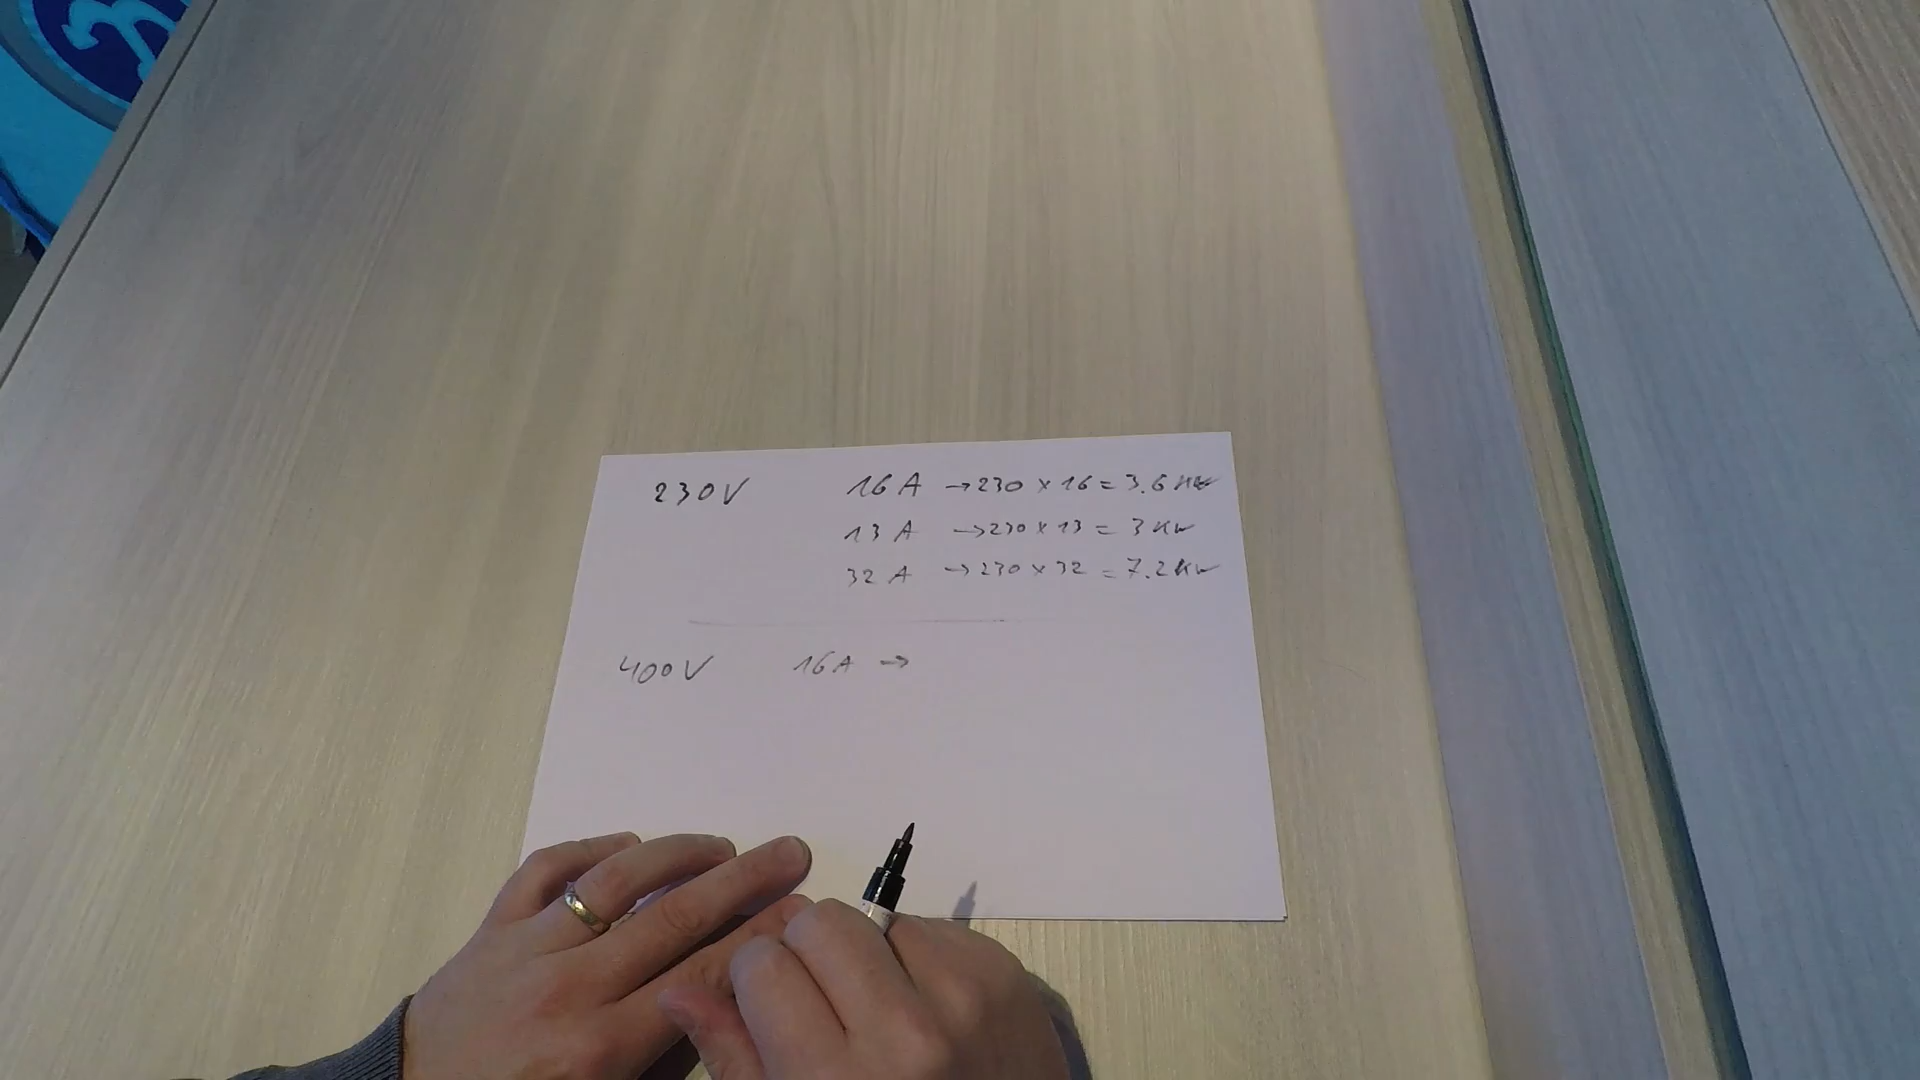 230V 16A →230 x 16 = 3.6 KW
13 A →230 x 13 = 3 KW
32 A →230 x 32 = 7.2 KW
400V 16A →